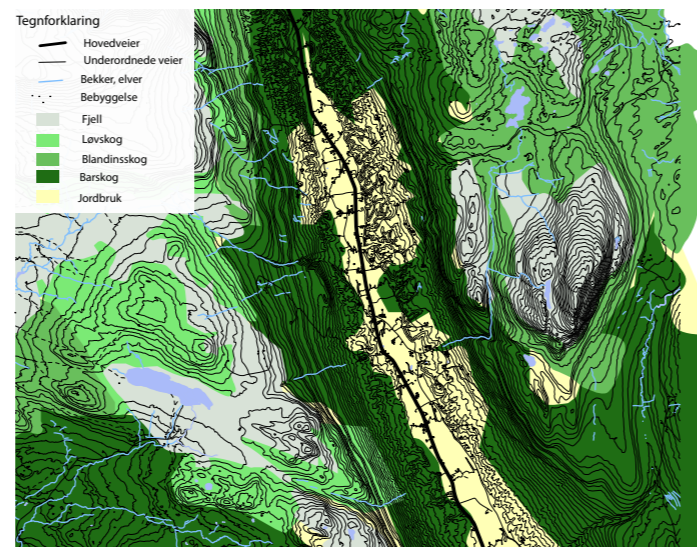 Tegnforklaring
Hovedveier
Underordnede veier
Bekker, elver
Bebyggelse
Fjell
Løvskog
Blandinsskog
Barskog
Jordbruk